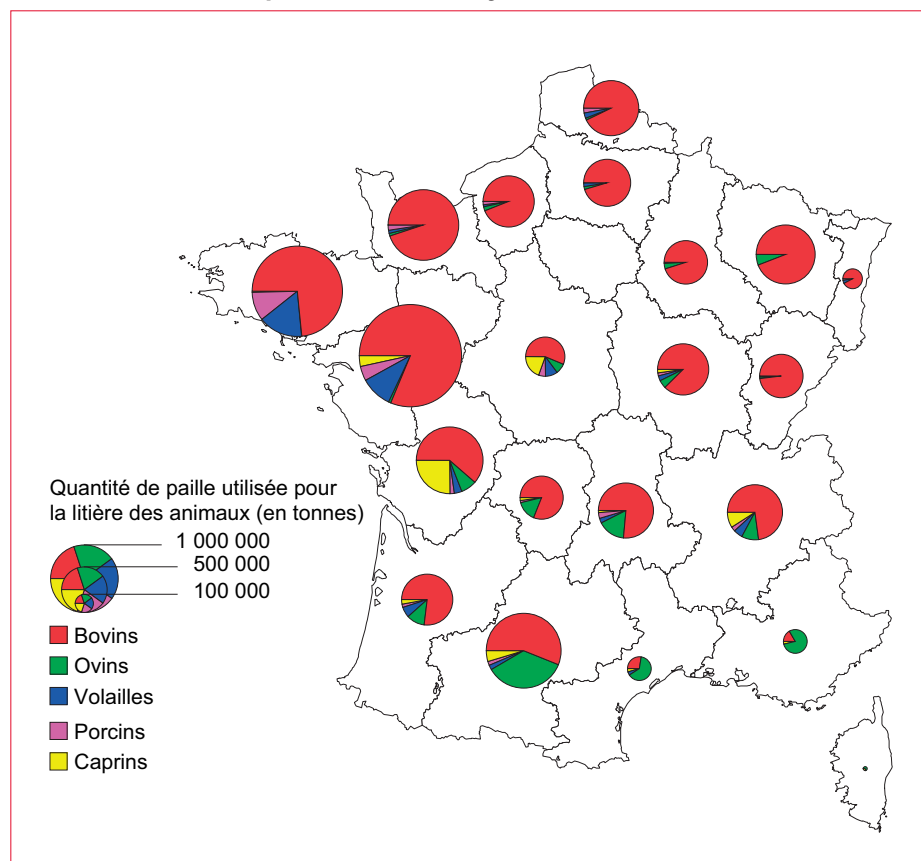 Quantité de paille utilisée pour
la litière des animaux (en tonnes)
1 000 000
500 000
100 000
Bovins
Ovins
Volailles
Porcins
Caprins